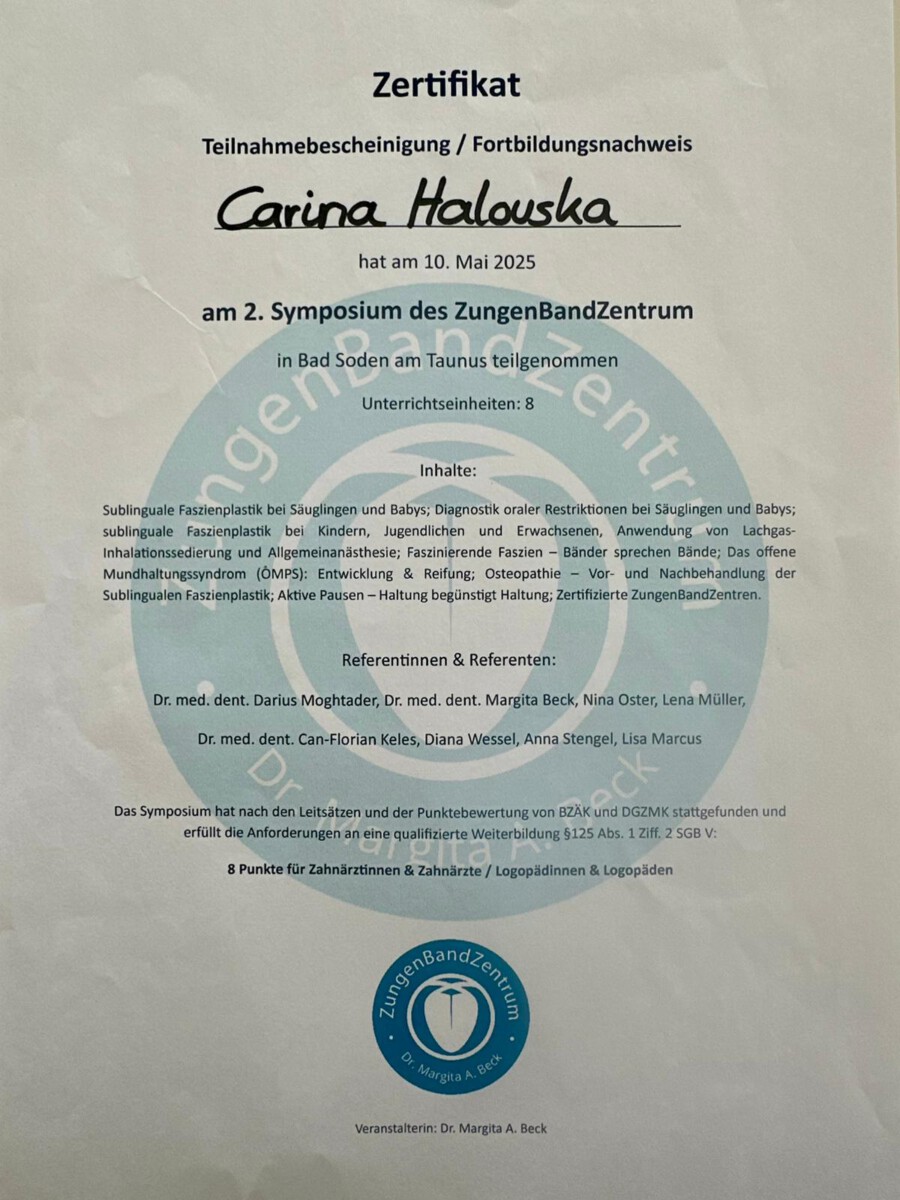 Zertifikat
Teilnahmebescheinigung / Fortbildungsnachweis
Carina Halouska
hat am 10. Mai 2025
am 2. Symposium des ZungenBandZentrum
in Bad Soden am Taunus teilgenommen
Unterrichtseinheiten: 8
Inhalte:
Sublinguale Faszienplastik bei Säuglingen und Babys; Diagnostik oraler Restriktionen bei Säuglingen und Babys;
sublinguale Faszienplastik bei Kindern, Jugendlichen und Erwachsenen, Anwendung von Lachgas-
Inhalationssedierung und Allgemeinanästhesie; Faszinierende Faszien – Bänder sprechen Bände; Das offene
Mundhaltungssyndrom (ÖMPS): Entwicklung & Reifung; Osteopathie – Vor- und Nachbehandlung der
Sublingualen Faszienplastik; Aktive Pausen – Haltung begünstigt Haltung; Zertifizierte ZungenBandZentren.
Referentinnen & Referenten:
Dr. med. dent. Darius Moghtader, Dr. med. dent. Margita Beck, Nina Oster, Lena Müller,
Dr. med. dent. Can-Florian Keles, Diana Wessel, Anna Stengel, Lisa Marcus
Das Symposium hat nach den Leitsätzen und der Punktebewertung von BZÄK und DGZMK stattgefunden und
erfüllt die Anforderungen an eine qualifizierte Weiterbildung §125 Abs. 1 Ziff. 2 SGB V:
8 Punkte für Zahnärztinnen & Zahnärzte / Logopädinnen & Logopäden
ZungenBandZentrum
Dr. Margita A. Beck
ZungenBandZentrum
Dr. Margita A. Beck
Veranstalterin: Dr. Margita A. Beck